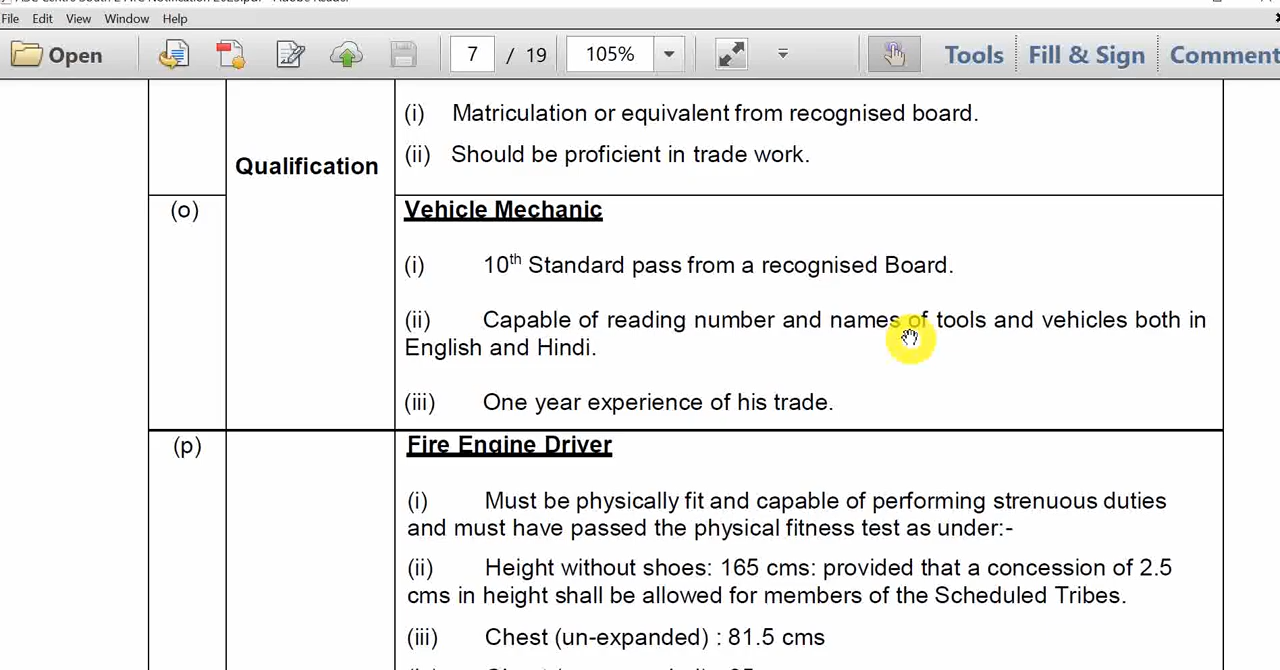 File Edit View Window Help
Open 7 / 19 105% Tools Fill & Sign Comment
(i) Matriculation or equivalent from recognised board.
(ii) Should be proficient in trade work.
Qualification
(o) Vehicle Mechanic
(i) 10th Standard pass from a recognised Board.
(ii) Capable of reading number and names of tools and vehicles both in
English and Hindi.
(iii) One year experience of his trade.
(p) Fire Engine Driver
(i) Must be physically fit and capable of performing strenuous duties
and must have passed the physical fitness test as under:-
(ii) Height without shoes: 165 cms: provided that a concession of 2.5
cms in height shall be allowed for members of the Scheduled Tribes.
(iii) Chest (un-expanded) : 81.5 cms